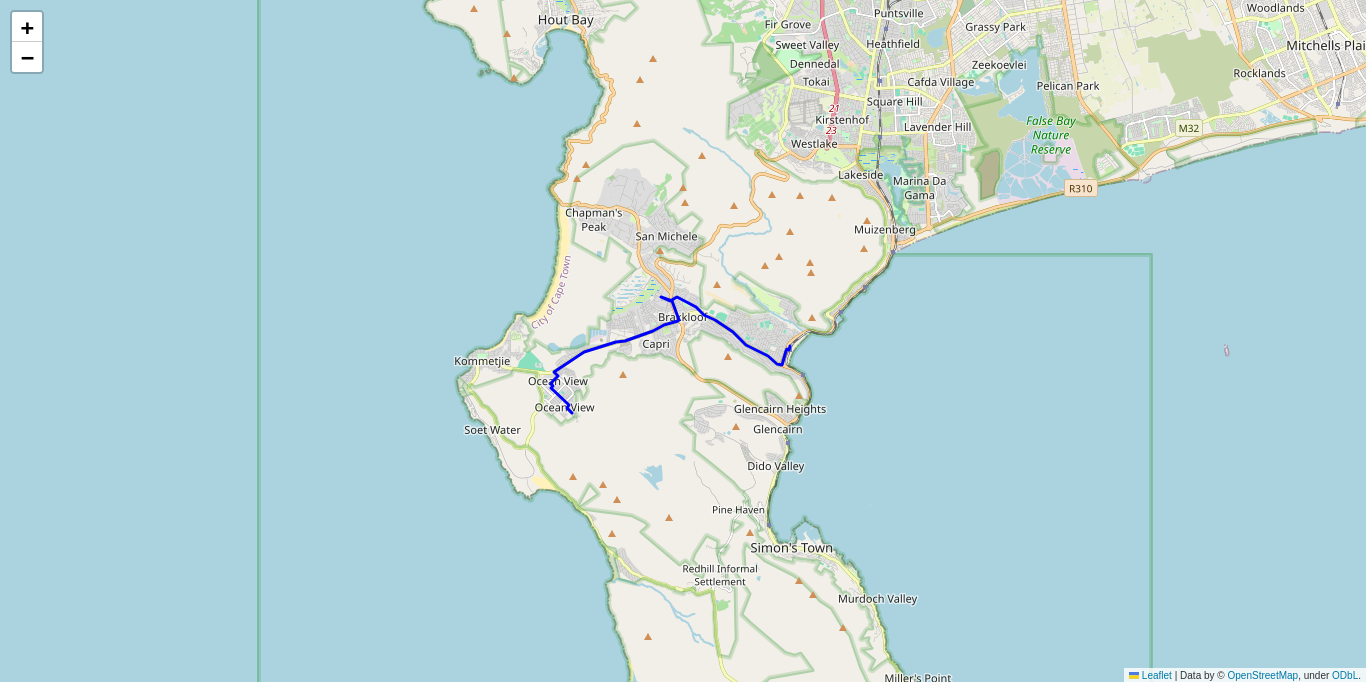 +
−
Hout Bay
Puntsville
Woodlands
Fir Grove
Grassy Park
Sweet Valley
Heathfield
Mitchells Plai
Dennedal
Zeekoevlei
Rocklands
Tokai
Cafda Village
Pelican Park
Square Hill
21
23
Kirstenhof
Lavender Hill
False Bay
Nature
Reserve
M32
Westlake
Lakeside
Marina Da
Gama
R310
Chapman's
Peak
San Michele
Muizenberg
City of Cape Town
Brakkloof
Capri
Kommetjie
Ocean View
Ocean View
Glencairn Heights
Soet Water
Glencairn
Dido Valley
Pine Haven
Simon's Town
Redhill Informal
Settlement
Murdoch Valley
Miller's Point
Leaflet | Data by © OpenStreetMap, under ODbL.